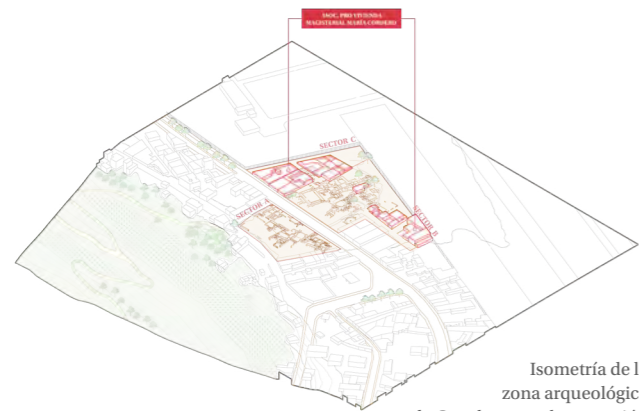 ASOC. PRO VIVIENDA
MAGISTERIAL MARÍA CORDERO
SECTOR C
SECTOR A
SECTOR B
Isometría de l
zona arqueológic